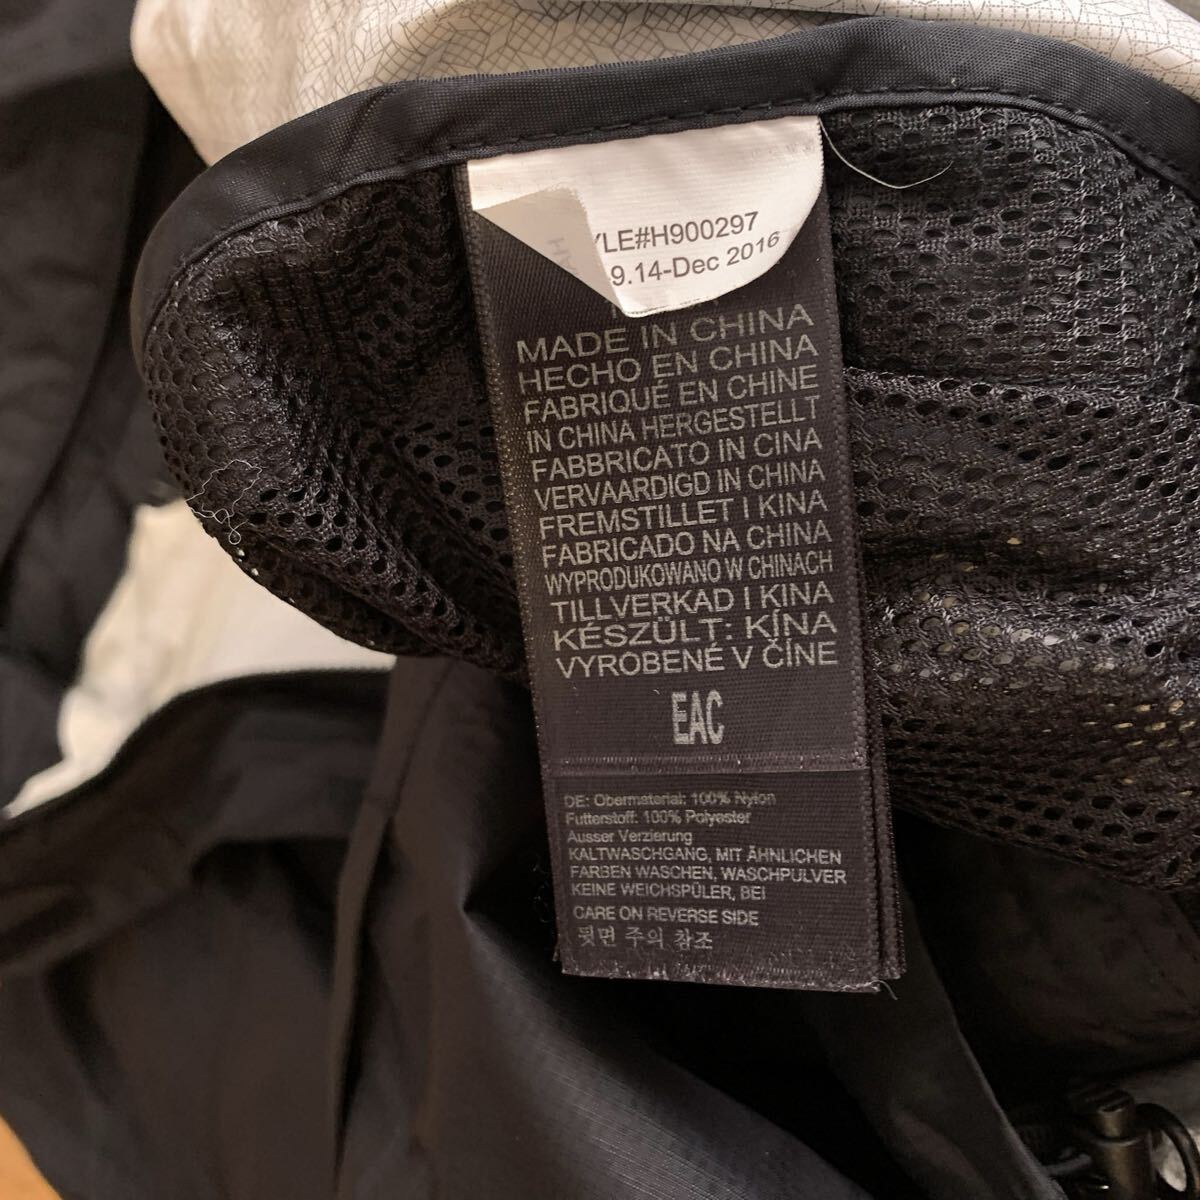 YLE#H900297
9.14-Dec 2016
MADE IN CHINA
HECHO EN CHINA
FABRIQUÉ EN CHINE
IN CHINA HERGESTELLT
FABBRICATO IN CINA
VERVAARDIGD IN CHINA
FREMSTILLET I KINA
FABRICADO NA CHINA
WYPRODUKOWANO W CHINACH
TILLVERKAD I KINA
KÉSZÜLT: KÍNA
VYROBENÉ V ČÍNE
EAC
DE: Obermaterial: 100% Nylon
Futterstoff: 100% Polyester
Ausser Verzierung
KALTWASCHGANG, MIT ÄHNLICHEN
FARBEN WASCHEN, WASCHPULVER
KEINE WEICHSPÜLER, BEI
CARE ON REVERSE SIDE
뒷면 주의 참조